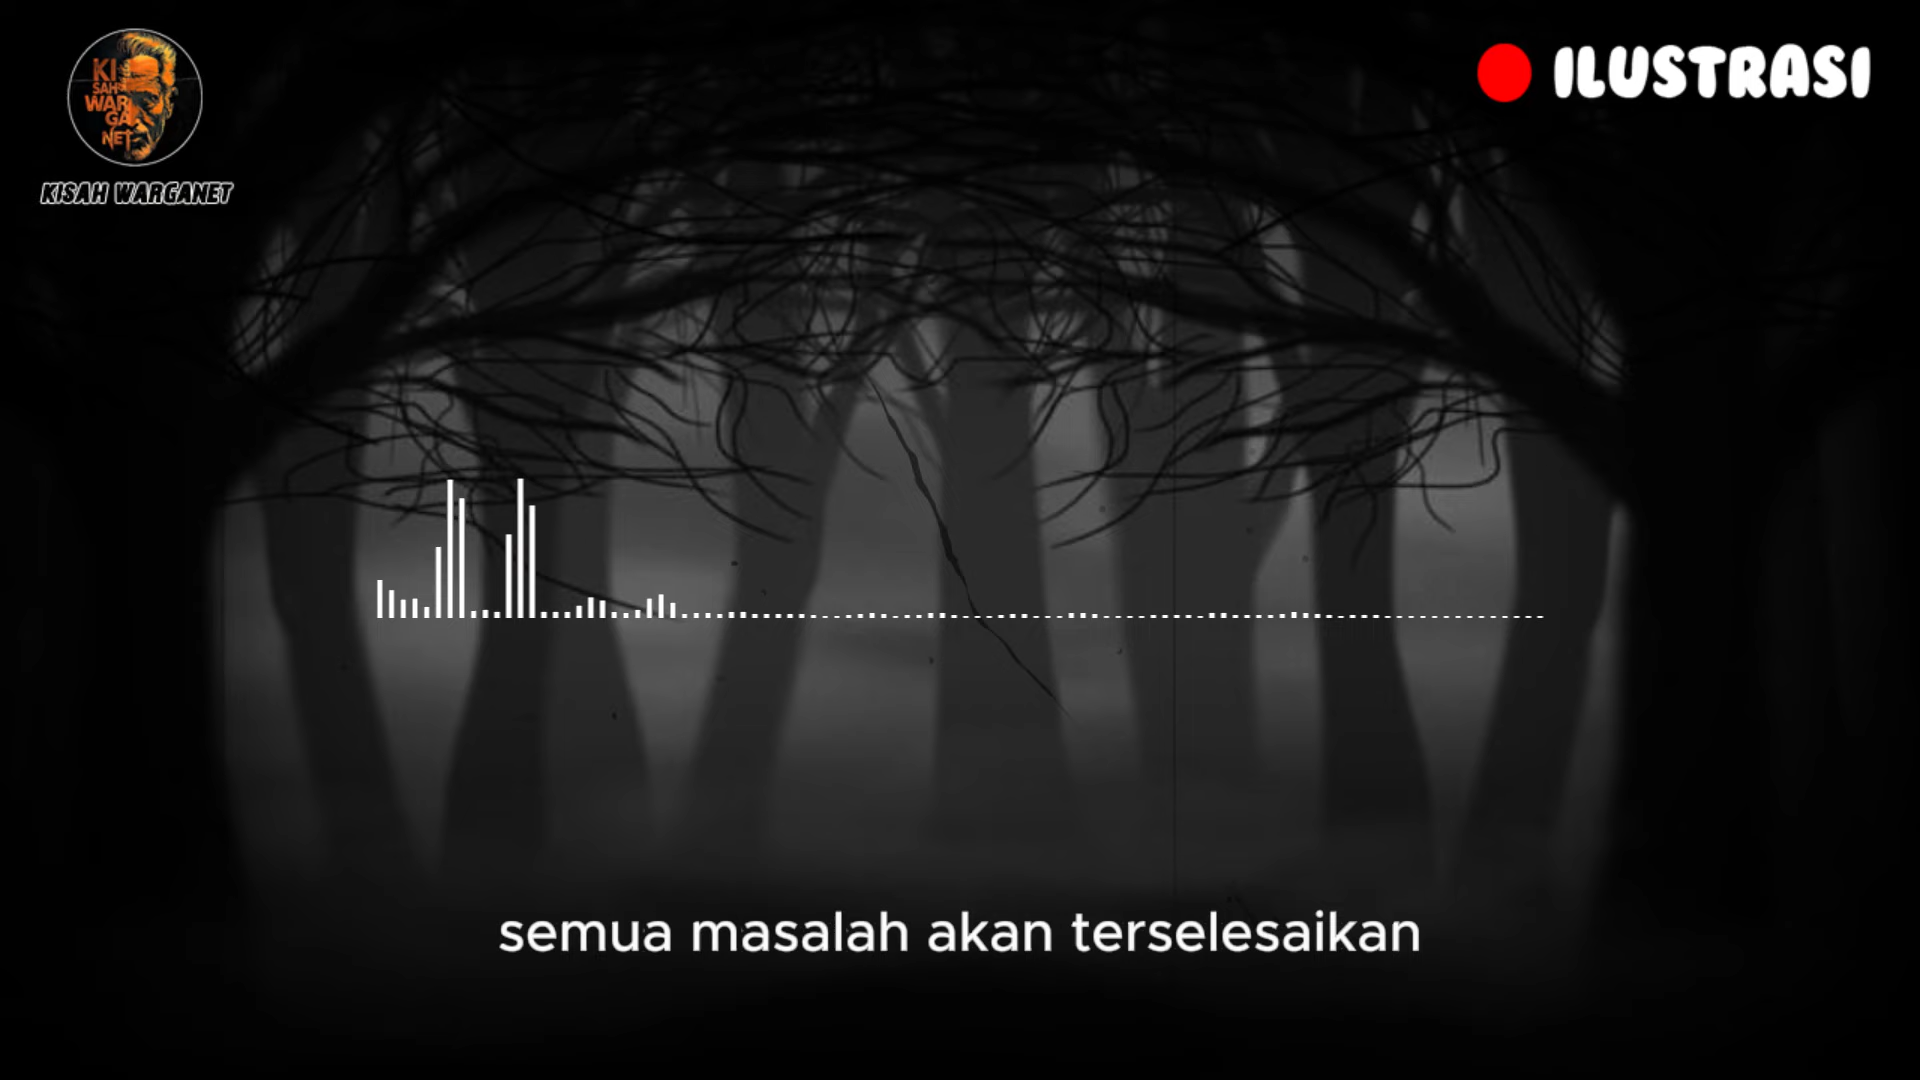 KI
SAH
WAR
GA
NET
KISAH WARGANET
ILUSTRASI
semua masalah akan terselesaikan